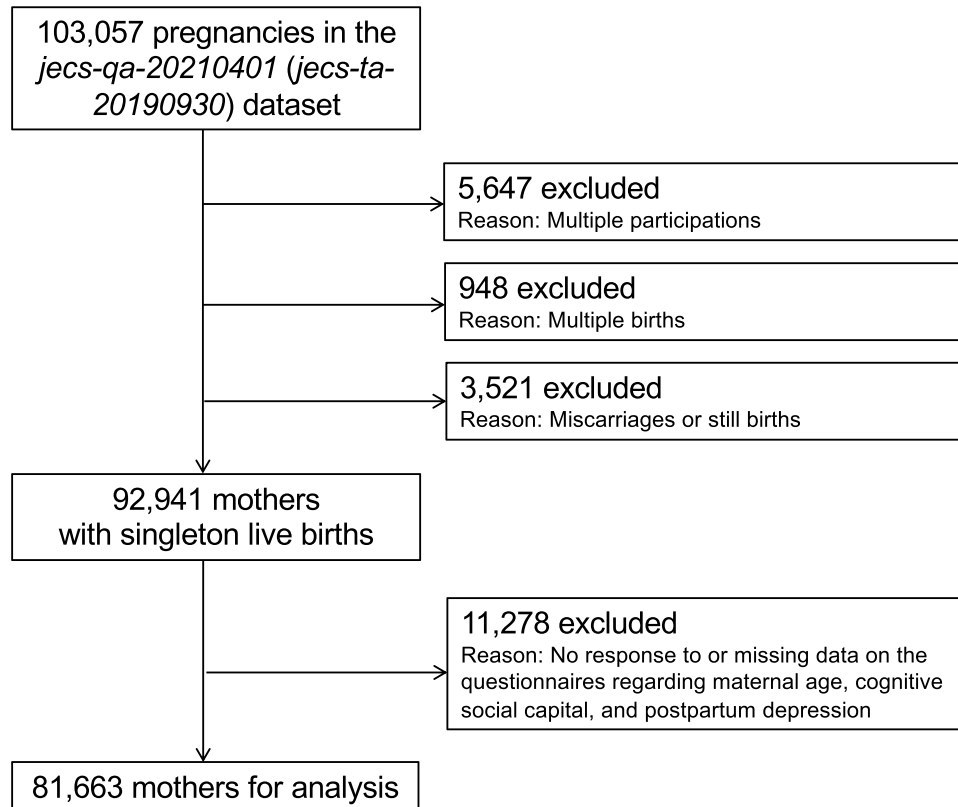 103,057 pregnancies in the
jecs-qa-20210401 (jecs-ta-
20190930) dataset
5,647 excluded
Reason: Multiple participations
948 excluded
Reason: Multiple births
3,521 excluded
Reason: Miscarriages or still births
92,941 mothers
with singleton live births
11,278 excluded
Reason: No response to or missing data on the
questionnaires regarding maternal age, cognitive
social capital, and postpartum depression
81,663 mothers for analysis